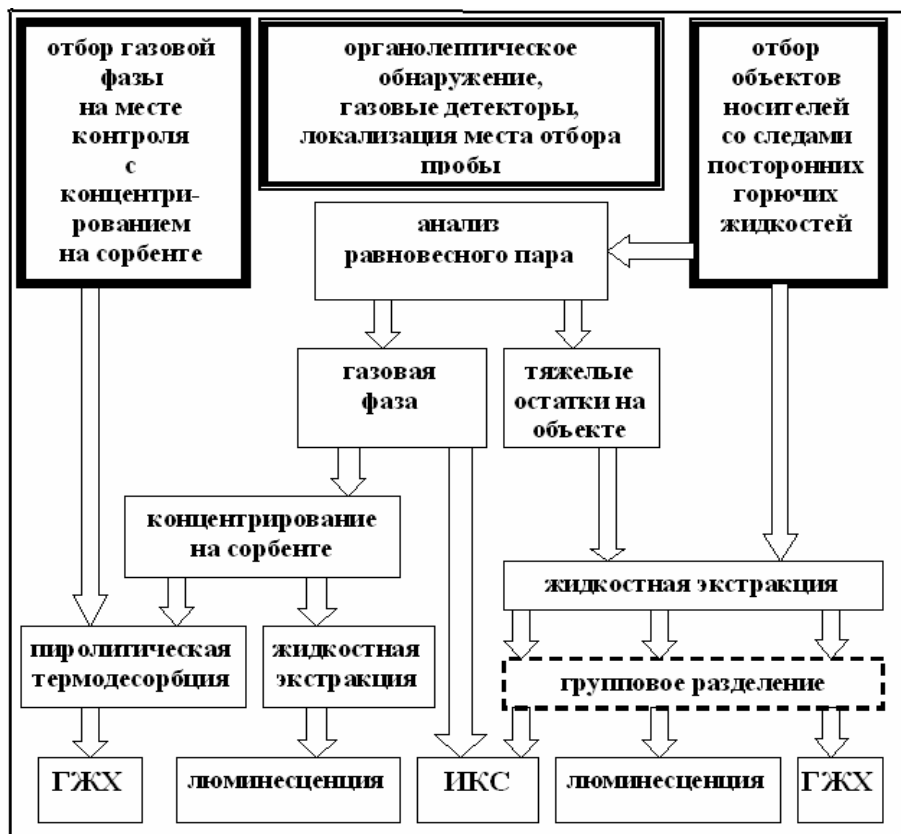 отбор газовой
фазы
на месте
контроля
с
концентри-
рованием
на сорбенте
органолептическое
обнаружение,
газовые детекторы,
локализация места отбора
пробы
отбор
объектов
носителей
со следами
посторонних
горючих
жидкостей
анализ
равновесного пара
газовая
фаза
тяжелые
остатки на
объекте
концентрирование
на сорбенте
жидкостная экстракция
пиролитическая
термодесорбция
жидкостная
экстракция
групповое разделение
ГЖХ
люминесценция
ИКС
люминесценция
ГЖХ